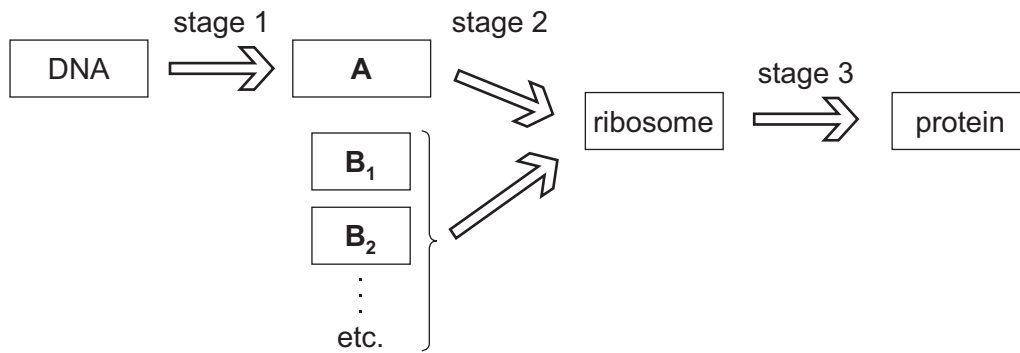 stage 1
stage 2
DNA
A
stage 3
ribosome
protein
B₁
B₂
etc.